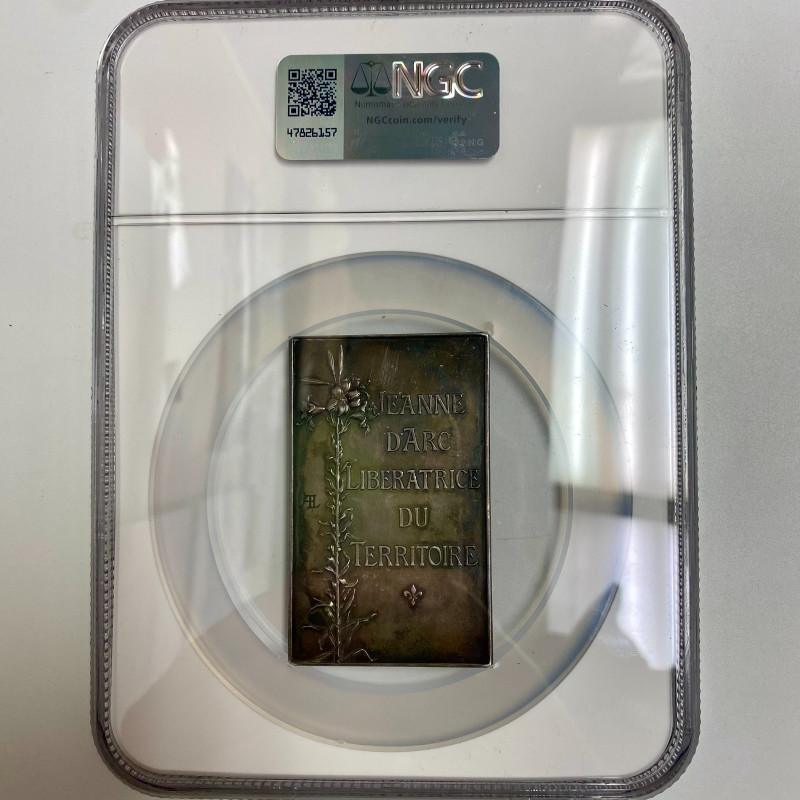 NGC
NGCcoin.com/verify
47826157
JEANNE
D'ARC
LIBERATRICE
DU
TERRITOIRE